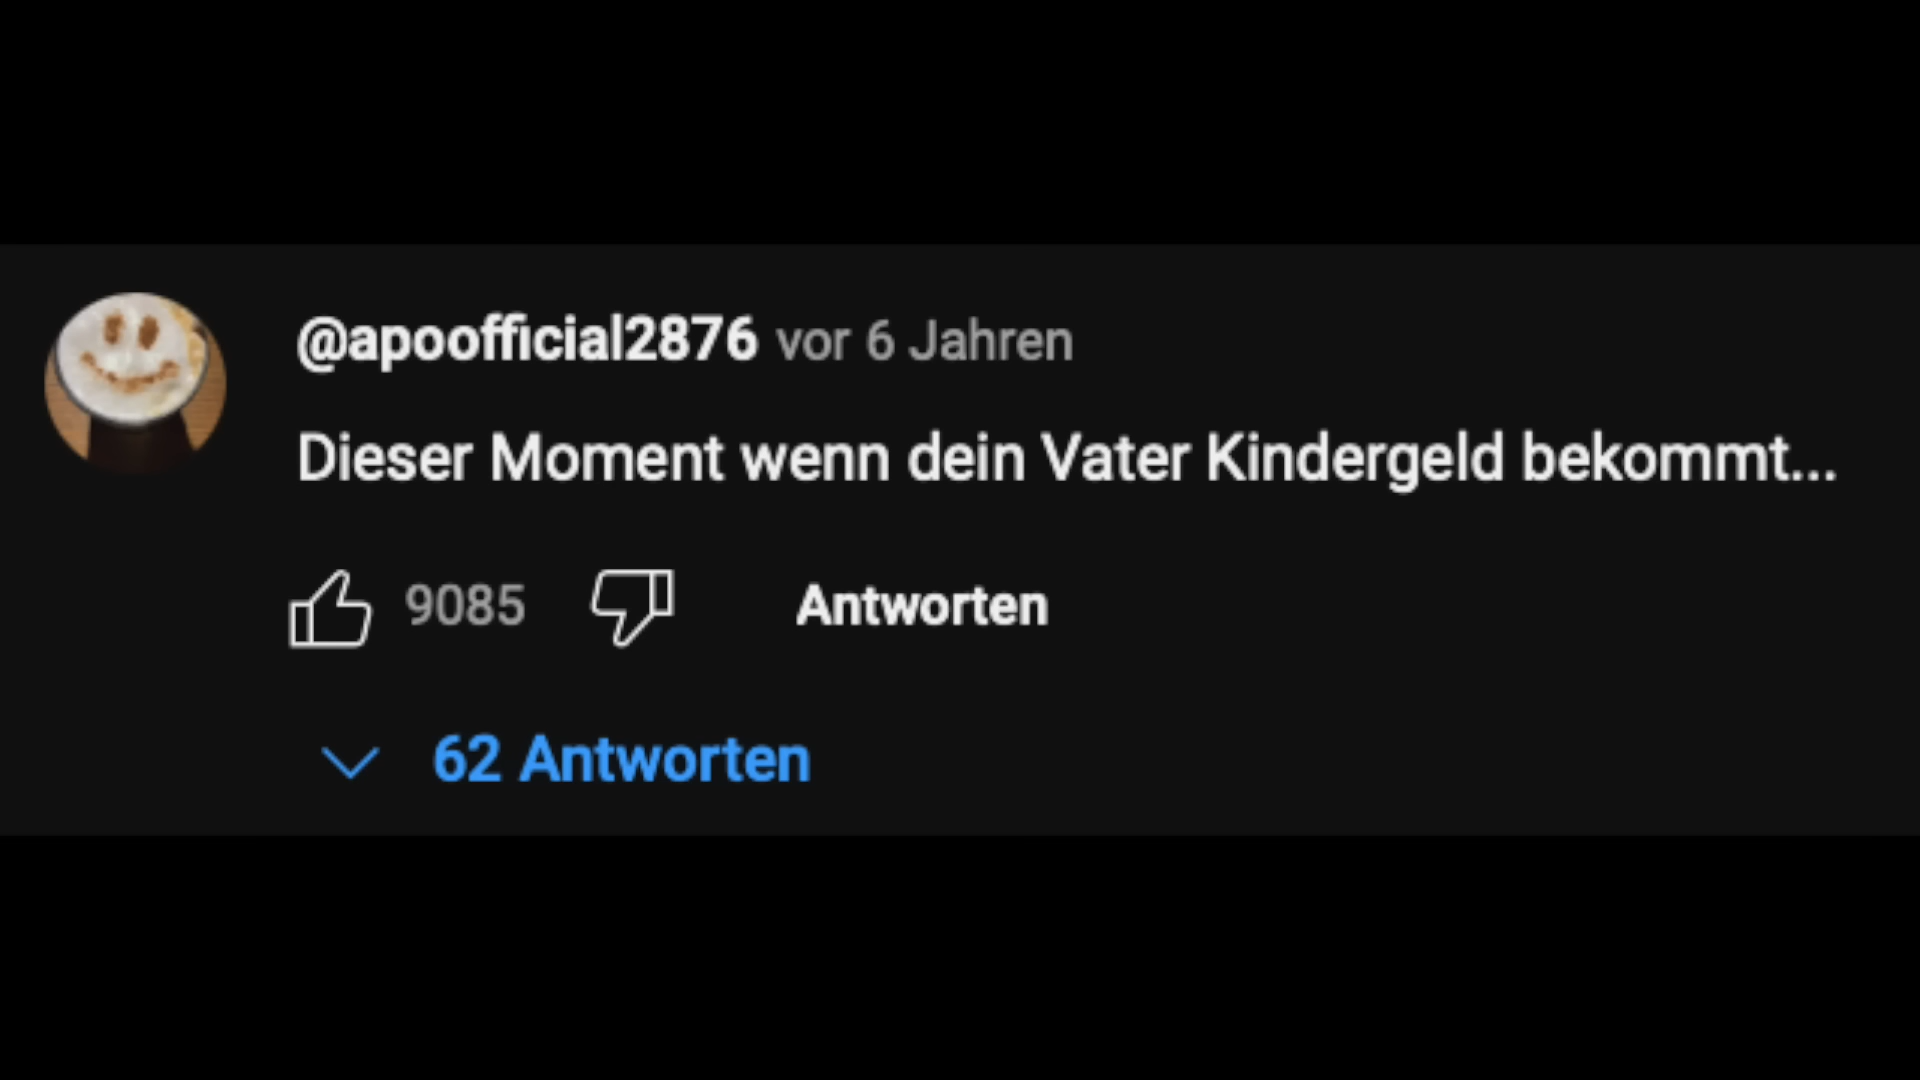 @apoofficial2876 vor 6 Jahren
Dieser Moment wenn dein Vater Kindergeld bekommt...
9085 Antworten
62 Antworten